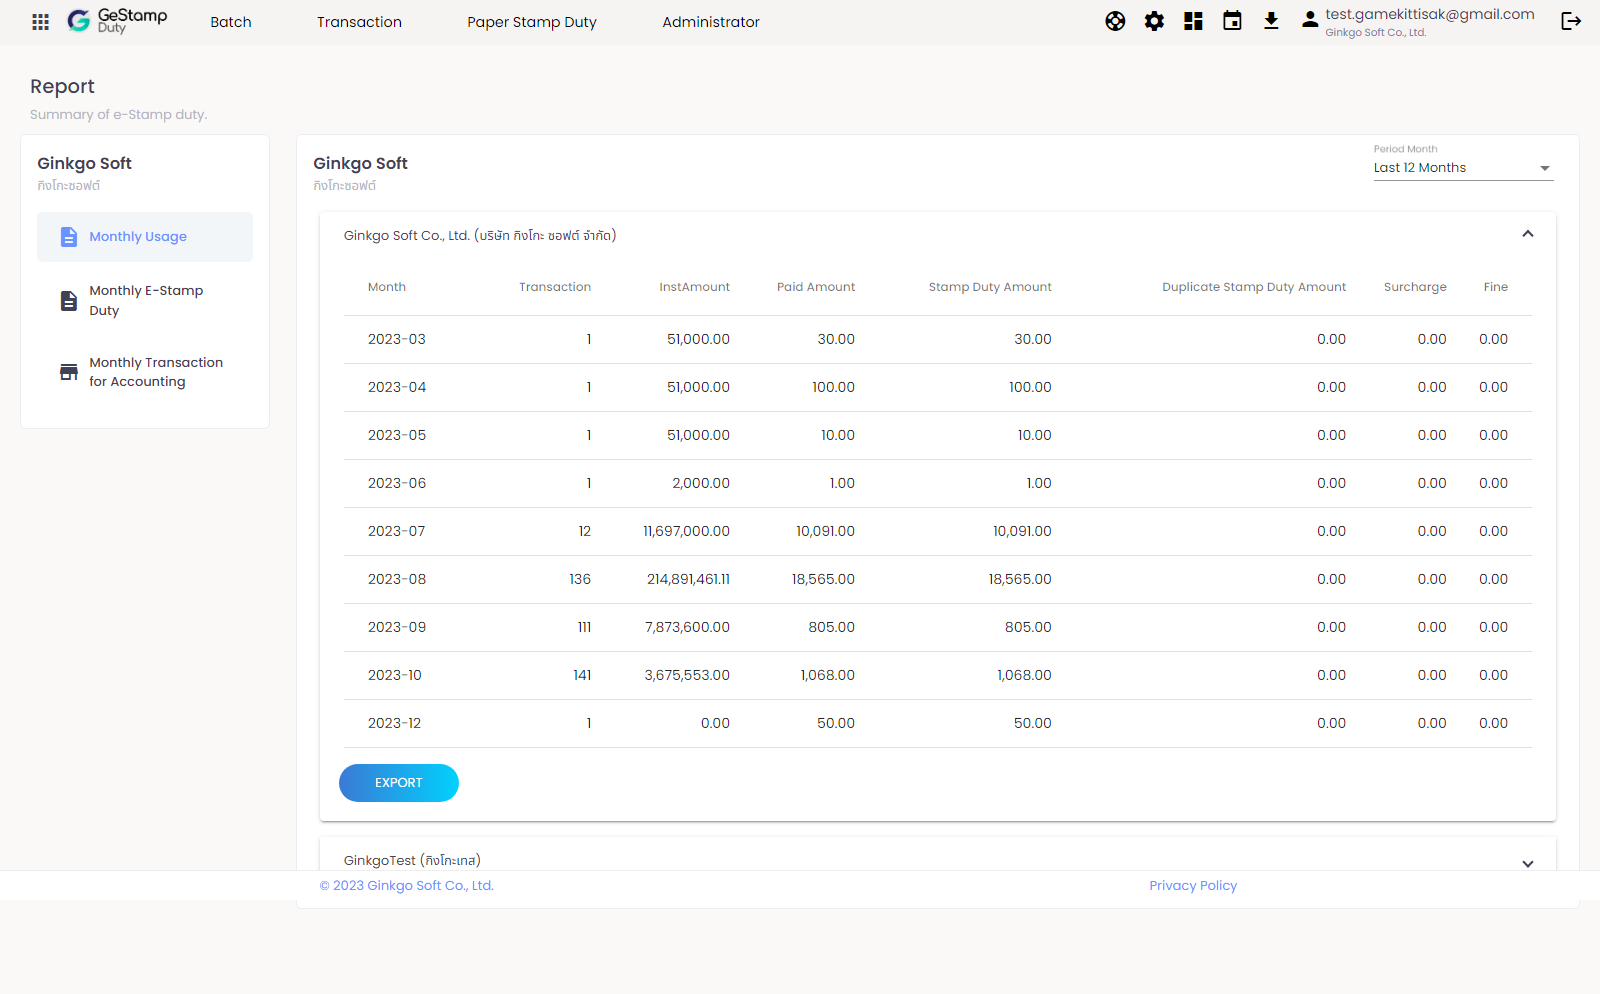 GeStamp
Duty
Batch
Transaction
Paper Stamp Duty
Administrator
test.gamekittisak@gmail.com
Ginkgo Soft Co., Ltd.
Report
Summary of e-Stamp duty.
Ginkgo Soft
กิงโกะซอฟต์
Monthly Usage
Monthly E-Stamp
Duty
Monthly Transaction
for Accounting
Ginkgo Soft
กิงโกะซอฟต์
Period Month
Last 12 Months
Ginkgo Soft Co., Ltd. (บริษัท กิงโกะ ซอฟต์ จำกัด)
Month Transaction InstAmount Paid Amount Stamp Duty Amount Duplicate Stamp Duty Amount Surcharge Fine
2023-03 1 51,000.00 30.00 30.00 0.00 0.00 0.00
2023-04 1 51,000.00 100.00 100.00 0.00 0.00 0.00
2023-05 1 51,000.00 10.00 10.00 0.00 0.00 0.00
2023-06 1 2,000.00 1.00 1.00 0.00 0.00 0.00
2023-07 12 11,697,000.00 10,091.00 10,091.00 0.00 0.00 0.00
2023-08 136 214,891,461.11 18,565.00 18,565.00 0.00 0.00 0.00
2023-09 111 7,873,600.00 805.00 805.00 0.00 0.00 0.00
2023-10 141 3,675,553.00 1,068.00 1,068.00 0.00 0.00 0.00
2023-12 1 0.00 50.00 50.00 0.00 0.00 0.00
EXPORT
GinkgoTest (กิงโกะเทส)
© 2023 Ginkgo Soft Co., Ltd.
Privacy Policy